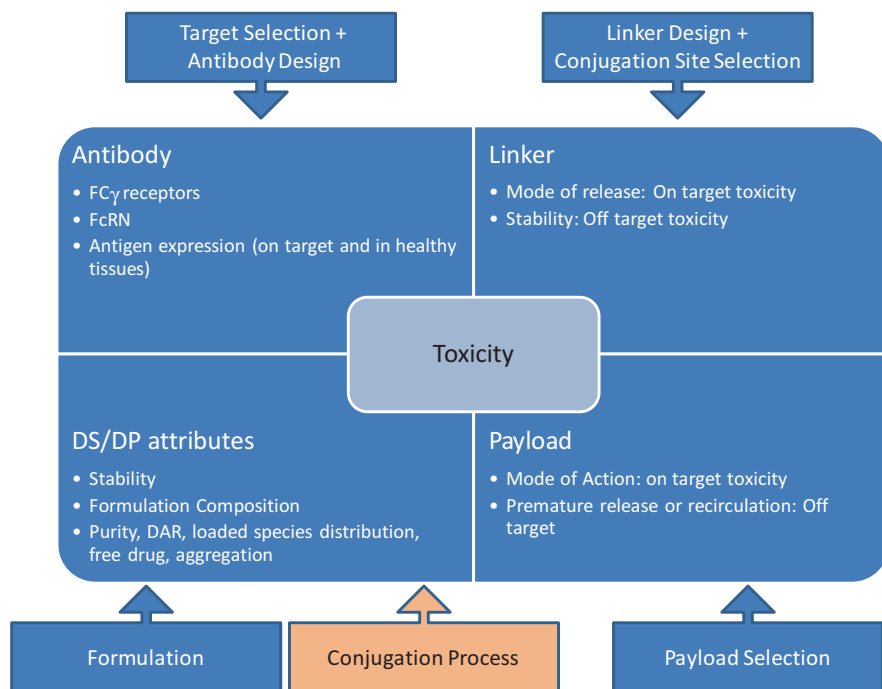 Target Selection +
Antibody Design
Linker Design +
Conjugation Site Selection
Antibody
• FCγ receptors
• FcRN
• Antigen expression (on target and in healthy
tissues)
Linker
• Mode of release: On target toxicity
• Stability: Off target toxicity
Toxicity
DS/DP attributes
• Stability
• Formulation Composition
• Purity, DAR, loaded species distribution,
free drug, aggregation
Payload
• Mode of Action: on target toxicity
• Premature release or recirculation: Off
target
Formulation
Conjugation Process
Payload Selection